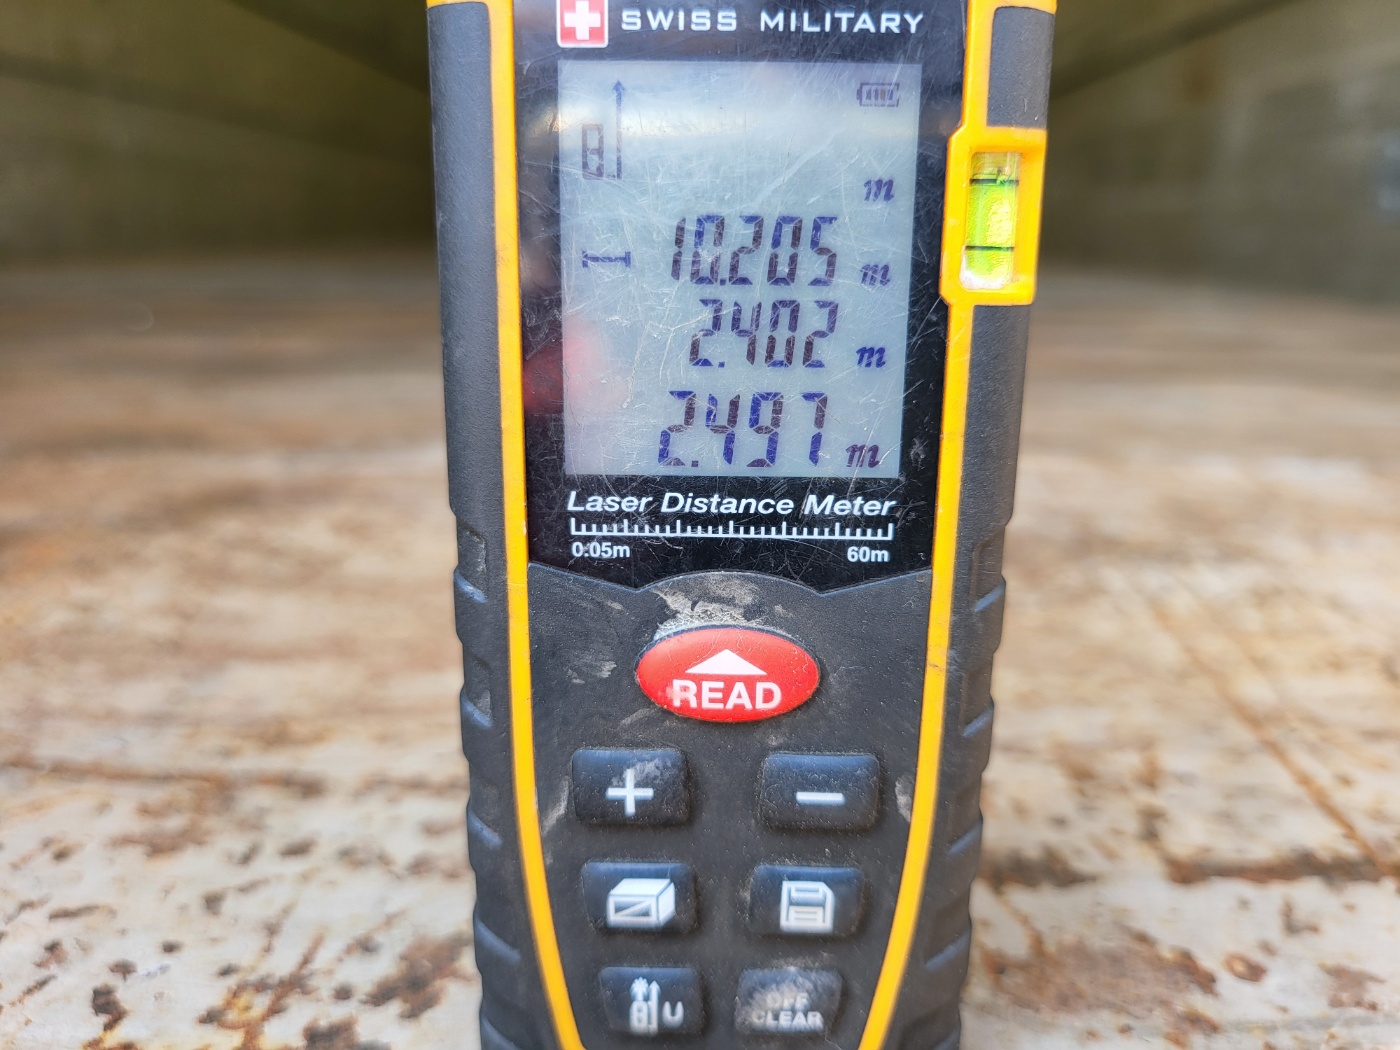 SWISS MILITARY
m
10.205 m
2.402 m
2.497 m
Laser Distance Meter
0.05m 60m
READ
+ −
U
OFF
CLEAR